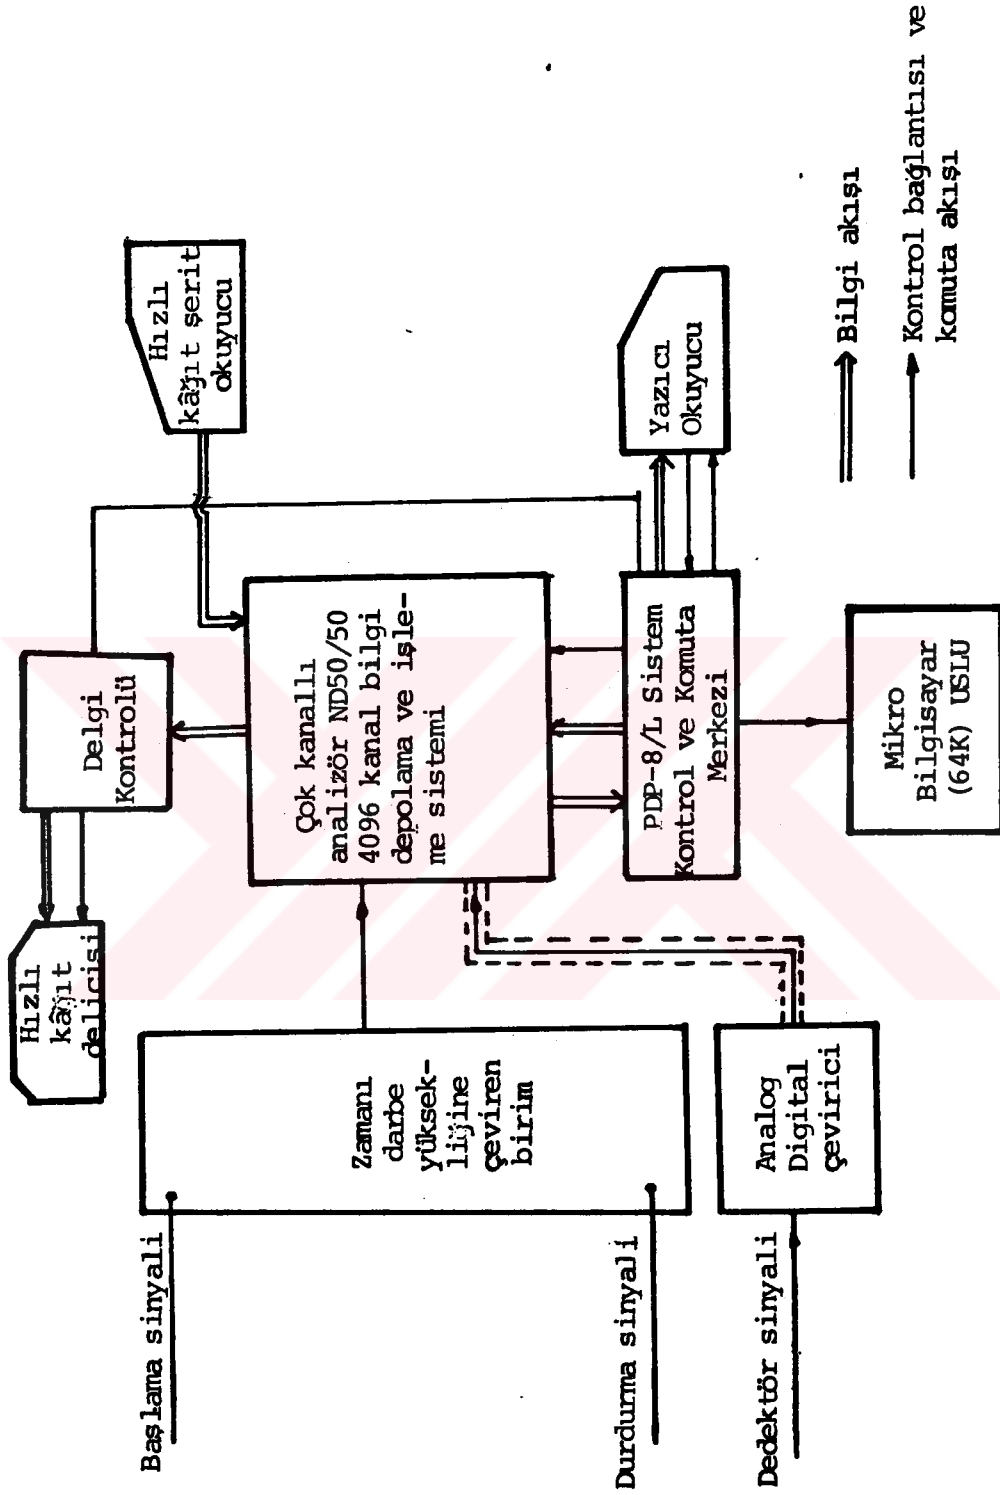 Başlama sinyali
Durdurma sinyali
Dedektör sinyali
Zamanı
darbe
yüksek-
liğine
çeviren
birim
Analog
Digital
çevirici
Hızlı
kâğıt
delicisi
Delgi
Kontrolü
Çok kanallı
analizör ND50/50
4096 kanal bilgi
depolama ve işle-
me sistemi
PDP-8/L Sistem
Kontrol ve Komuta
Merkezi
Mikro
Bilgisayar
(64K) USLU
Hızlı
kâğıt şerit
okuyucu
Yazıcı
Okuyucu
Bilgi akışı
Kontrol bağlantısı ve
komuta akışı